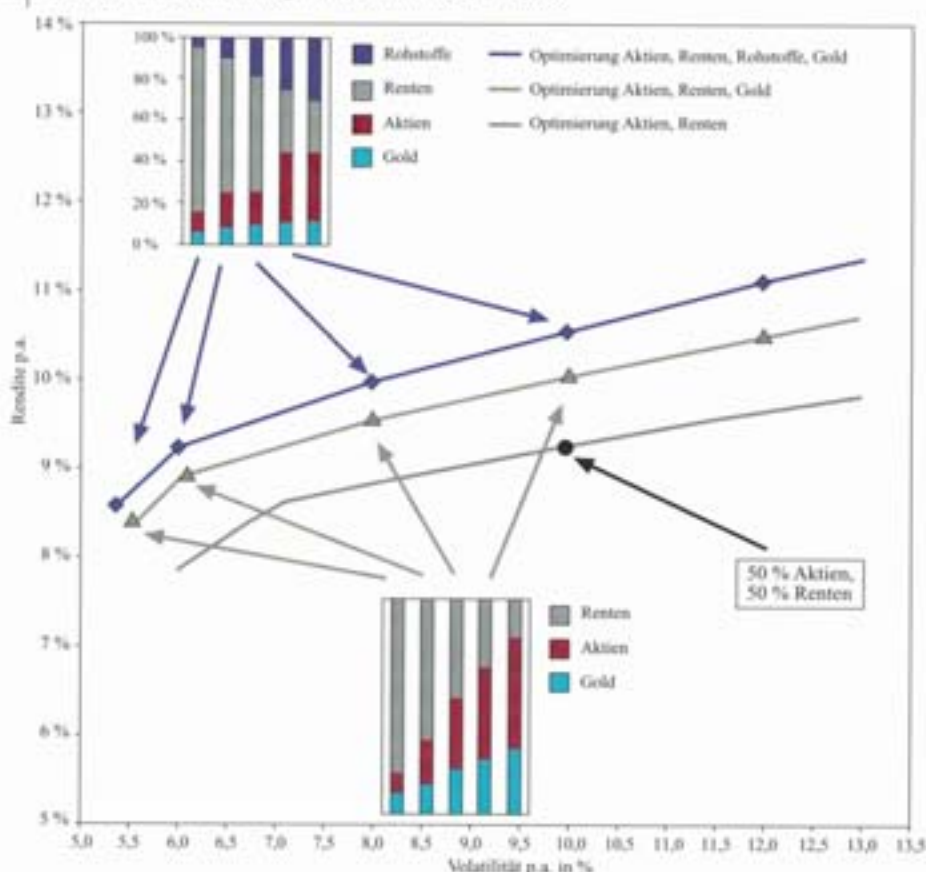 14 %
13 %
12 %
11 %
10 %
9 %
8 %
7 %
6 %
5 %
Rendite p.a.
100 %
80 %
60 %
40 %
20 %
0 %
Rohstoffe
Renten
Aktien
Gold
Optimierung Aktien, Renten, Rohstoffe, Gold
Optimierung Aktien, Renten, Gold
Optimierung Aktien, Renten
50 % Aktien,
50 % Renten
Renten
Aktien
Gold
5,0 5,5 6,0 6,5 7,0 7,5 8,0 8,5 9,0 9,5 10,0 10,5 11,0 11,5 12,0 12,5 13,0 13,5
Volatilität p.a. in %